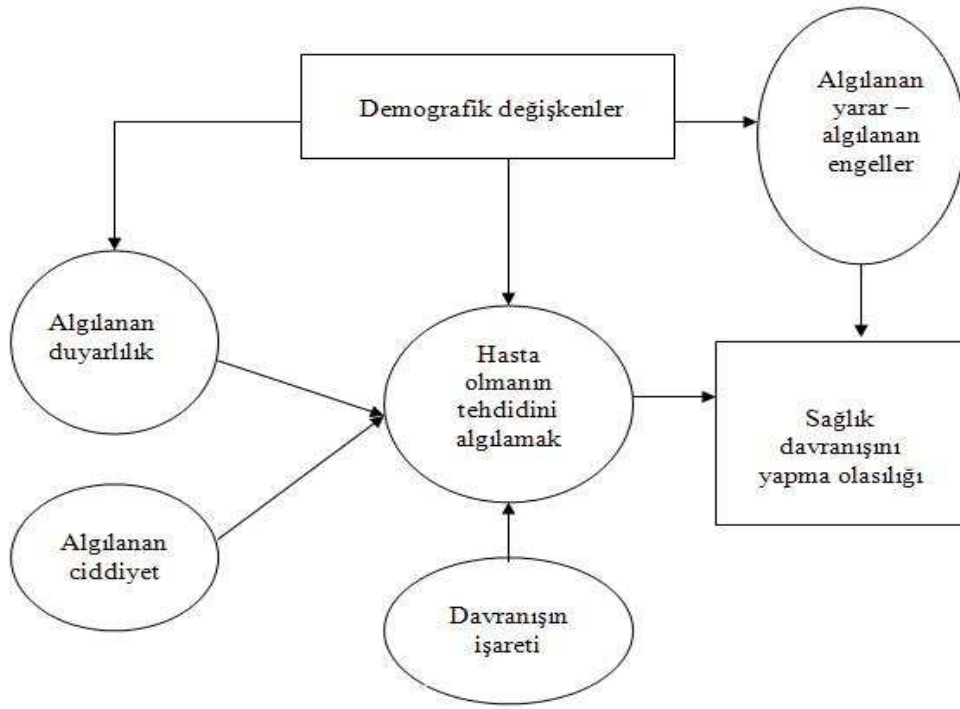 Demografik değişkenler
Algılanan
yarar –
algılanan
engeller
Algılanan
duyarlılık
Hasta
olmanın
tehdidini
algılamak
Sağlık
davranışını
yapma olasılığı
Algılanan
ciddiyet
Davranışın
işareti